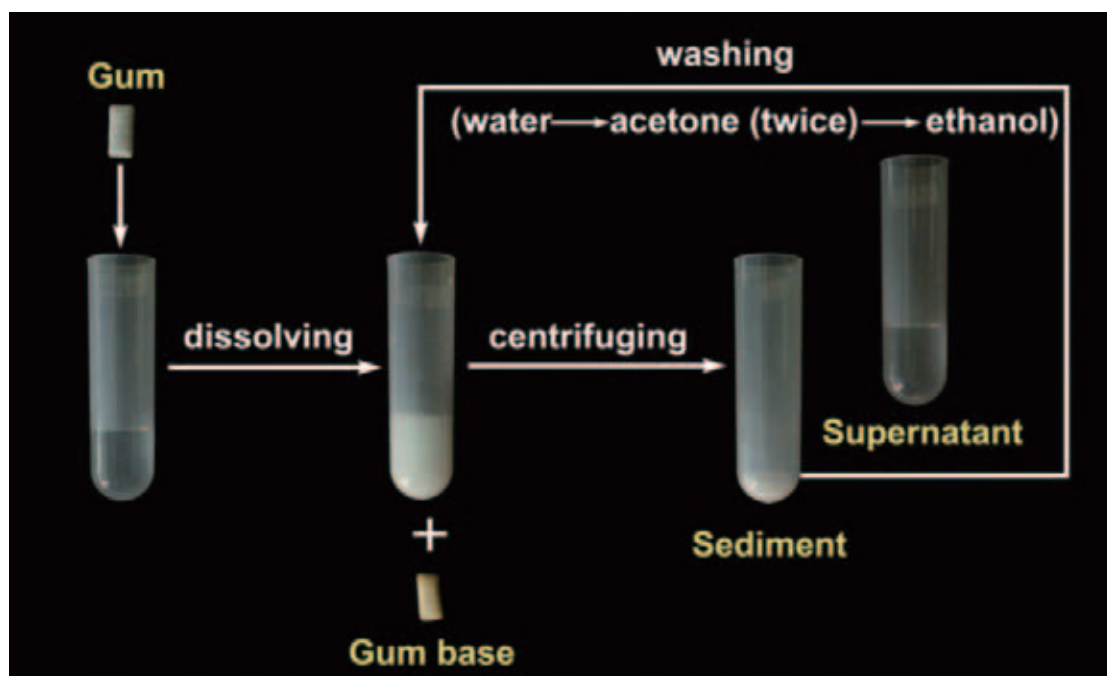 washing
Gum
(water→acetone (twice)→ethanol)
dissolving
centrifuging
Supernatant
+
Sediment
Gum base